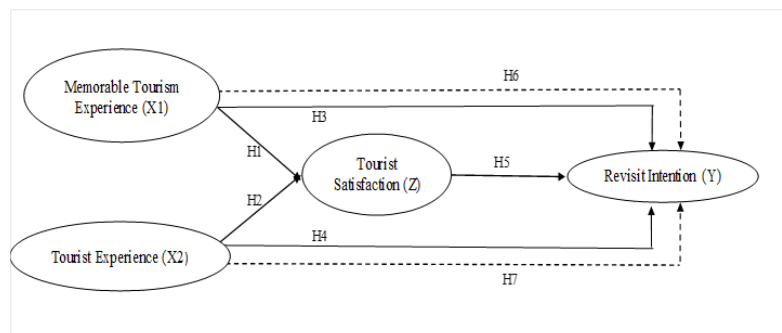 H6
Memorable Tourism
Experience (X1)
H3
H1
Tourist
Satisfaction (Z)
H5
Revisit Intention (Y)
H2
H4
Tourist Experience (X2)
H7